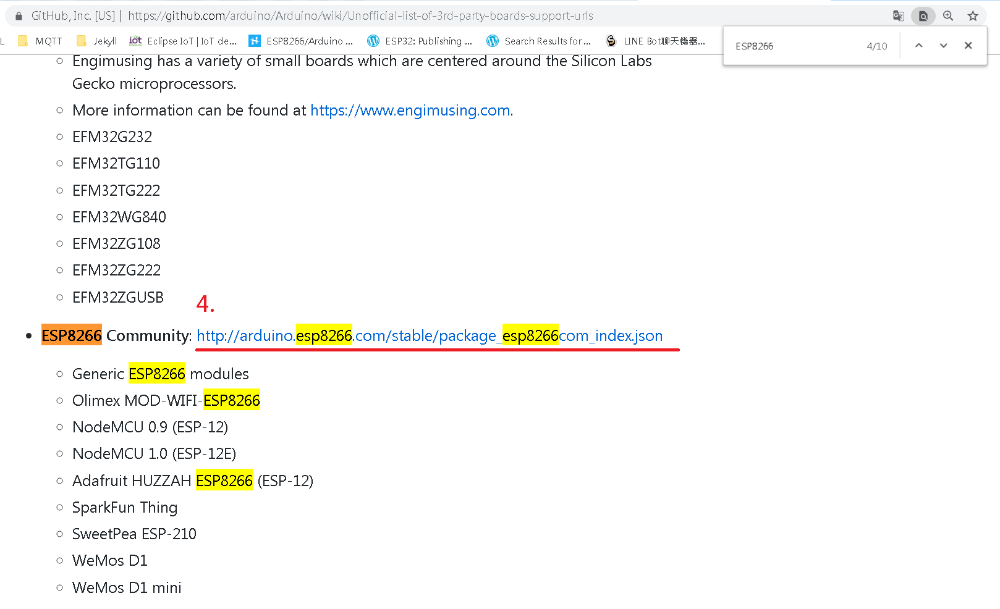 GitHub, Inc. [US] | https://github.com/arduino/Arduino/wiki/Unofficial-list-of-3rd-party-boards-support-urls
L MQTT Jekyll iot Eclipse IoT | IoT de... H ESP8266/Arduino ... ESP32: Publishing ... Search Results for... LINE Bot聊天機器...
ESP8266 4/10
Engimusing has a variety of small boards which are centered around the Silicon Labs
Gecko microprocessors.
More information can be found at https://www.engimusing.com.
EFM32G232
EFM32TG110
EFM32TG222
EFM32WG840
EFM32ZG108
EFM32ZG222
EFM32ZGUSB
4.
ESP8266 Community: http://arduino.esp8266.com/stable/package_esp8266com_index.json
Generic ESP8266 modules
Olimex MOD-WIFI-ESP8266
NodeMCU 0.9 (ESP-12)
NodeMCU 1.0 (ESP-12E)
Adafruit HUZZAH ESP8266 (ESP-12)
SparkFun Thing
SweetPea ESP-210
WeMos D1
WeMos D1 mini